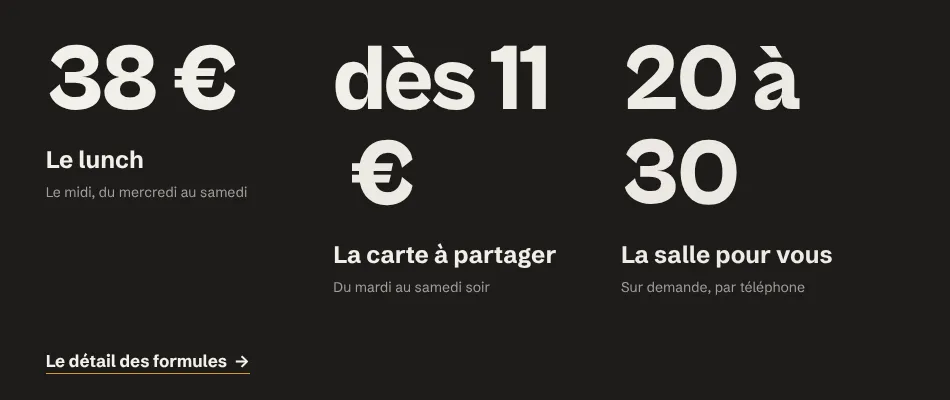 38 €
Le lunch
Le midi, du mercredi au samedi
dès 11
€
La carte à partager
Du mardi au samedi soir
20 à
30
La salle pour vous
Sur demande, par téléphone
Le détail des formules →